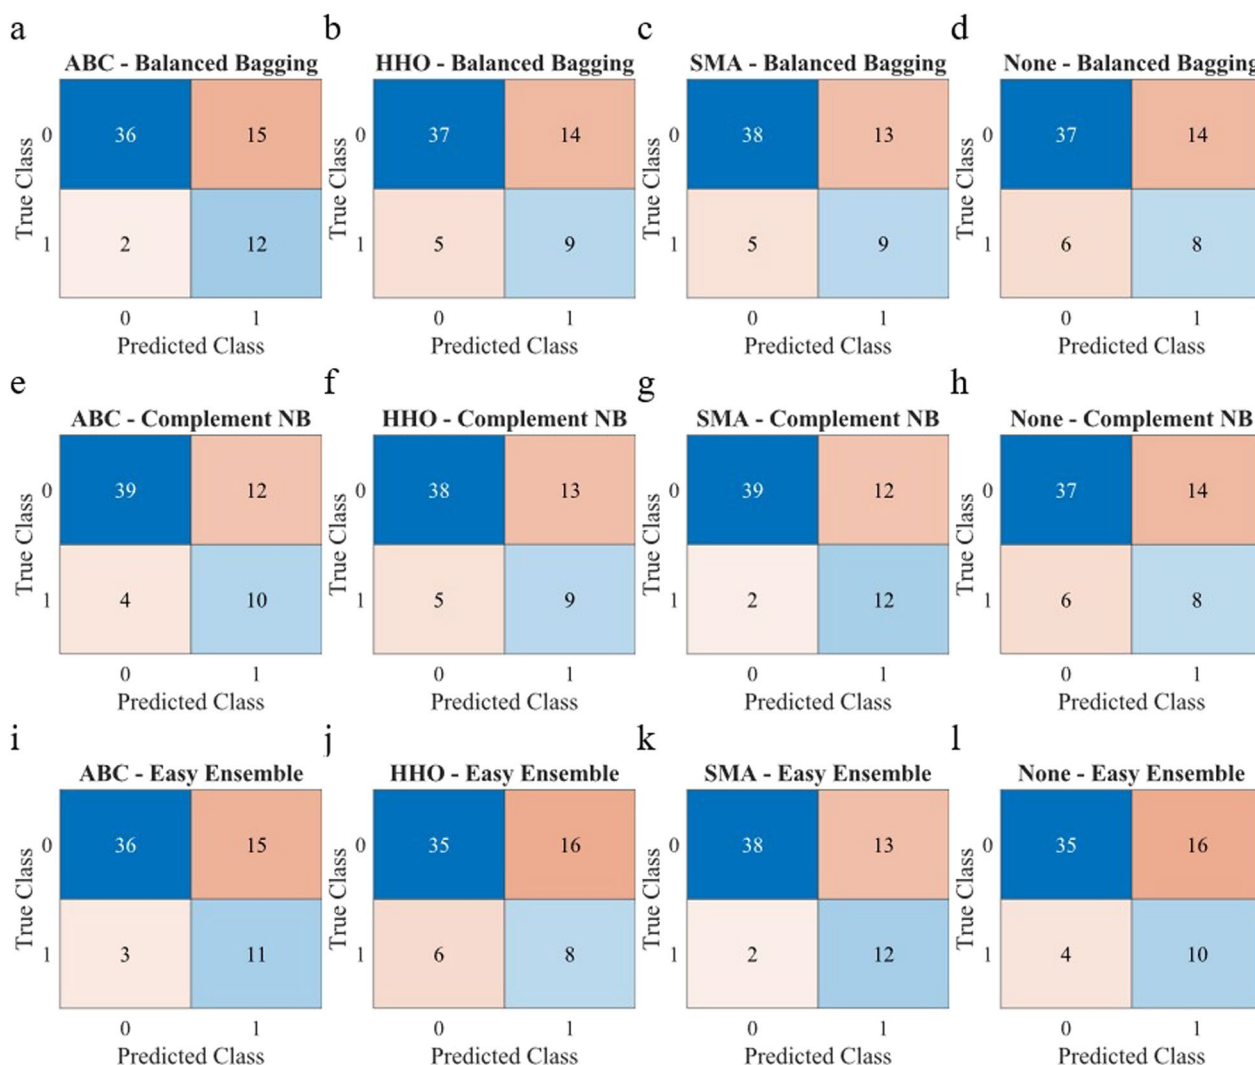 a b c d
ABC - Balanced Bagging HHO - Balanced Bagging SMA - Balanced Bagging None - Balanced Bagging
True Class 0 36 15 True Class 0 37 14 True Class 0 38 13 True Class 0 37 14
1 2 12 1 5 9 1 5 9 1 6 8
0 1 0 1 0 1 0 1
Predicted Class Predicted Class Predicted Class Predicted Class
e f g h
ABC - Complement NB HHO - Complement NB SMA - Complement NB None - Complement NB
True Class 0 39 12 True Class 0 38 13 True Class 0 39 12 True Class 0 37 14
1 4 10 1 5 9 1 2 12 1 6 8
0 1 0 1 0 1 0 1
Predicted Class Predicted Class Predicted Class Predicted Class
i j k l
ABC - Easy Ensemble HHO - Easy Ensemble SMA - Easy Ensemble None - Easy Ensemble
True Class 0 36 15 True Class 0 35 16 True Class 0 38 13 True Class 0 35 16
1 3 11 1 6 8 1 2 12 1 4 10
0 1 0 1 0 1 0 1
Predicted Class Predicted Class Predicted Class Predicted Class